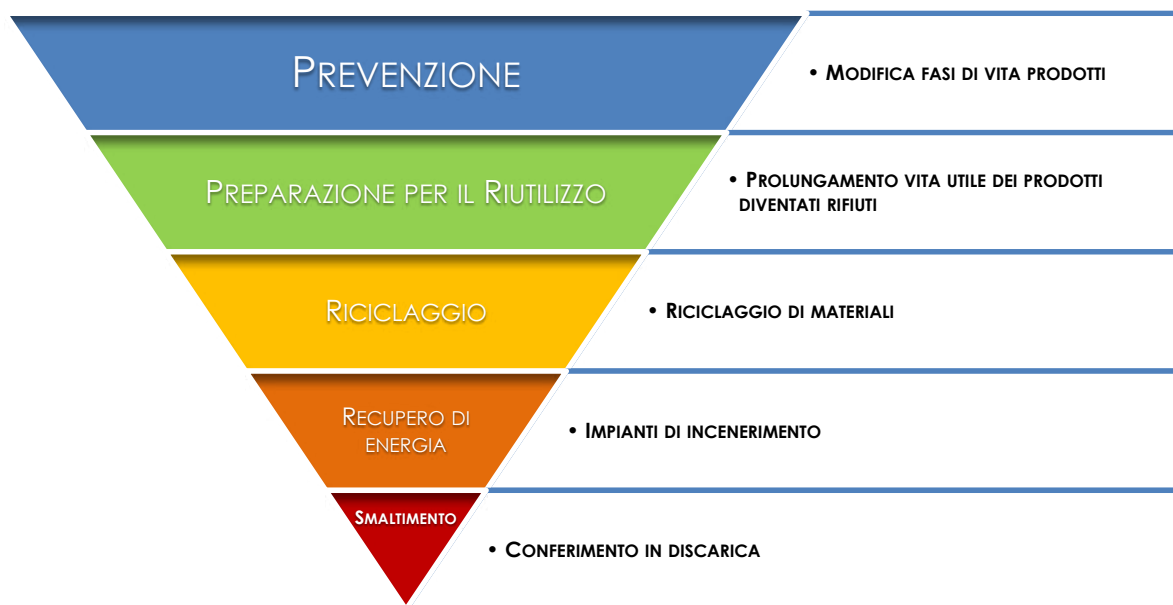 PREVENZIONE
• MODIFICA FASI DI VITA PRODOTTI
PREPARAZIONE PER IL RIUTILIZZO
• PROLUNGAMENTO VITA UTILE DEI PRODOTTI
DIVENTATI RIFIUTI
RICICLAGGIO
• RICICLAGGIO DI MATERIALI
RECUPERO DI
ENERGIA
• IMPIANTI DI INCENERIMENTO
SMALTIMENTO
• CONFERIMENTO IN DISCARICA